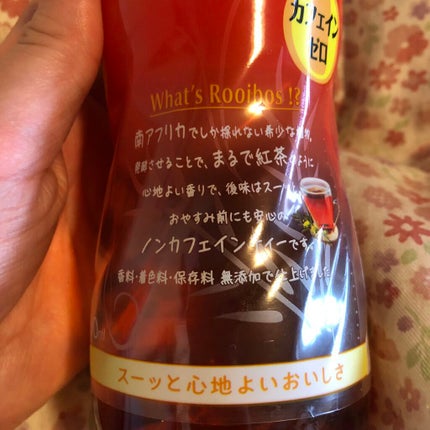 カフェイン
ゼロ
What's Rooibos!?
南アフリカでしか採れない希少な
発酵させることで、まるで紅茶のように
心地よい香りで、後味はスーッ
おやすみ前にも安心の
ノンカフェインティーです。
香料・着色料・保存料 無添加で仕上げました
スーッと心地よいおいしさ